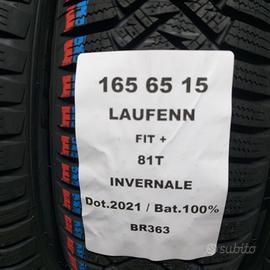 165 65 15
LAUFENN
FIT +
81T
INVERNALE
Dot.2021 / Bat.100%
BR363
subito